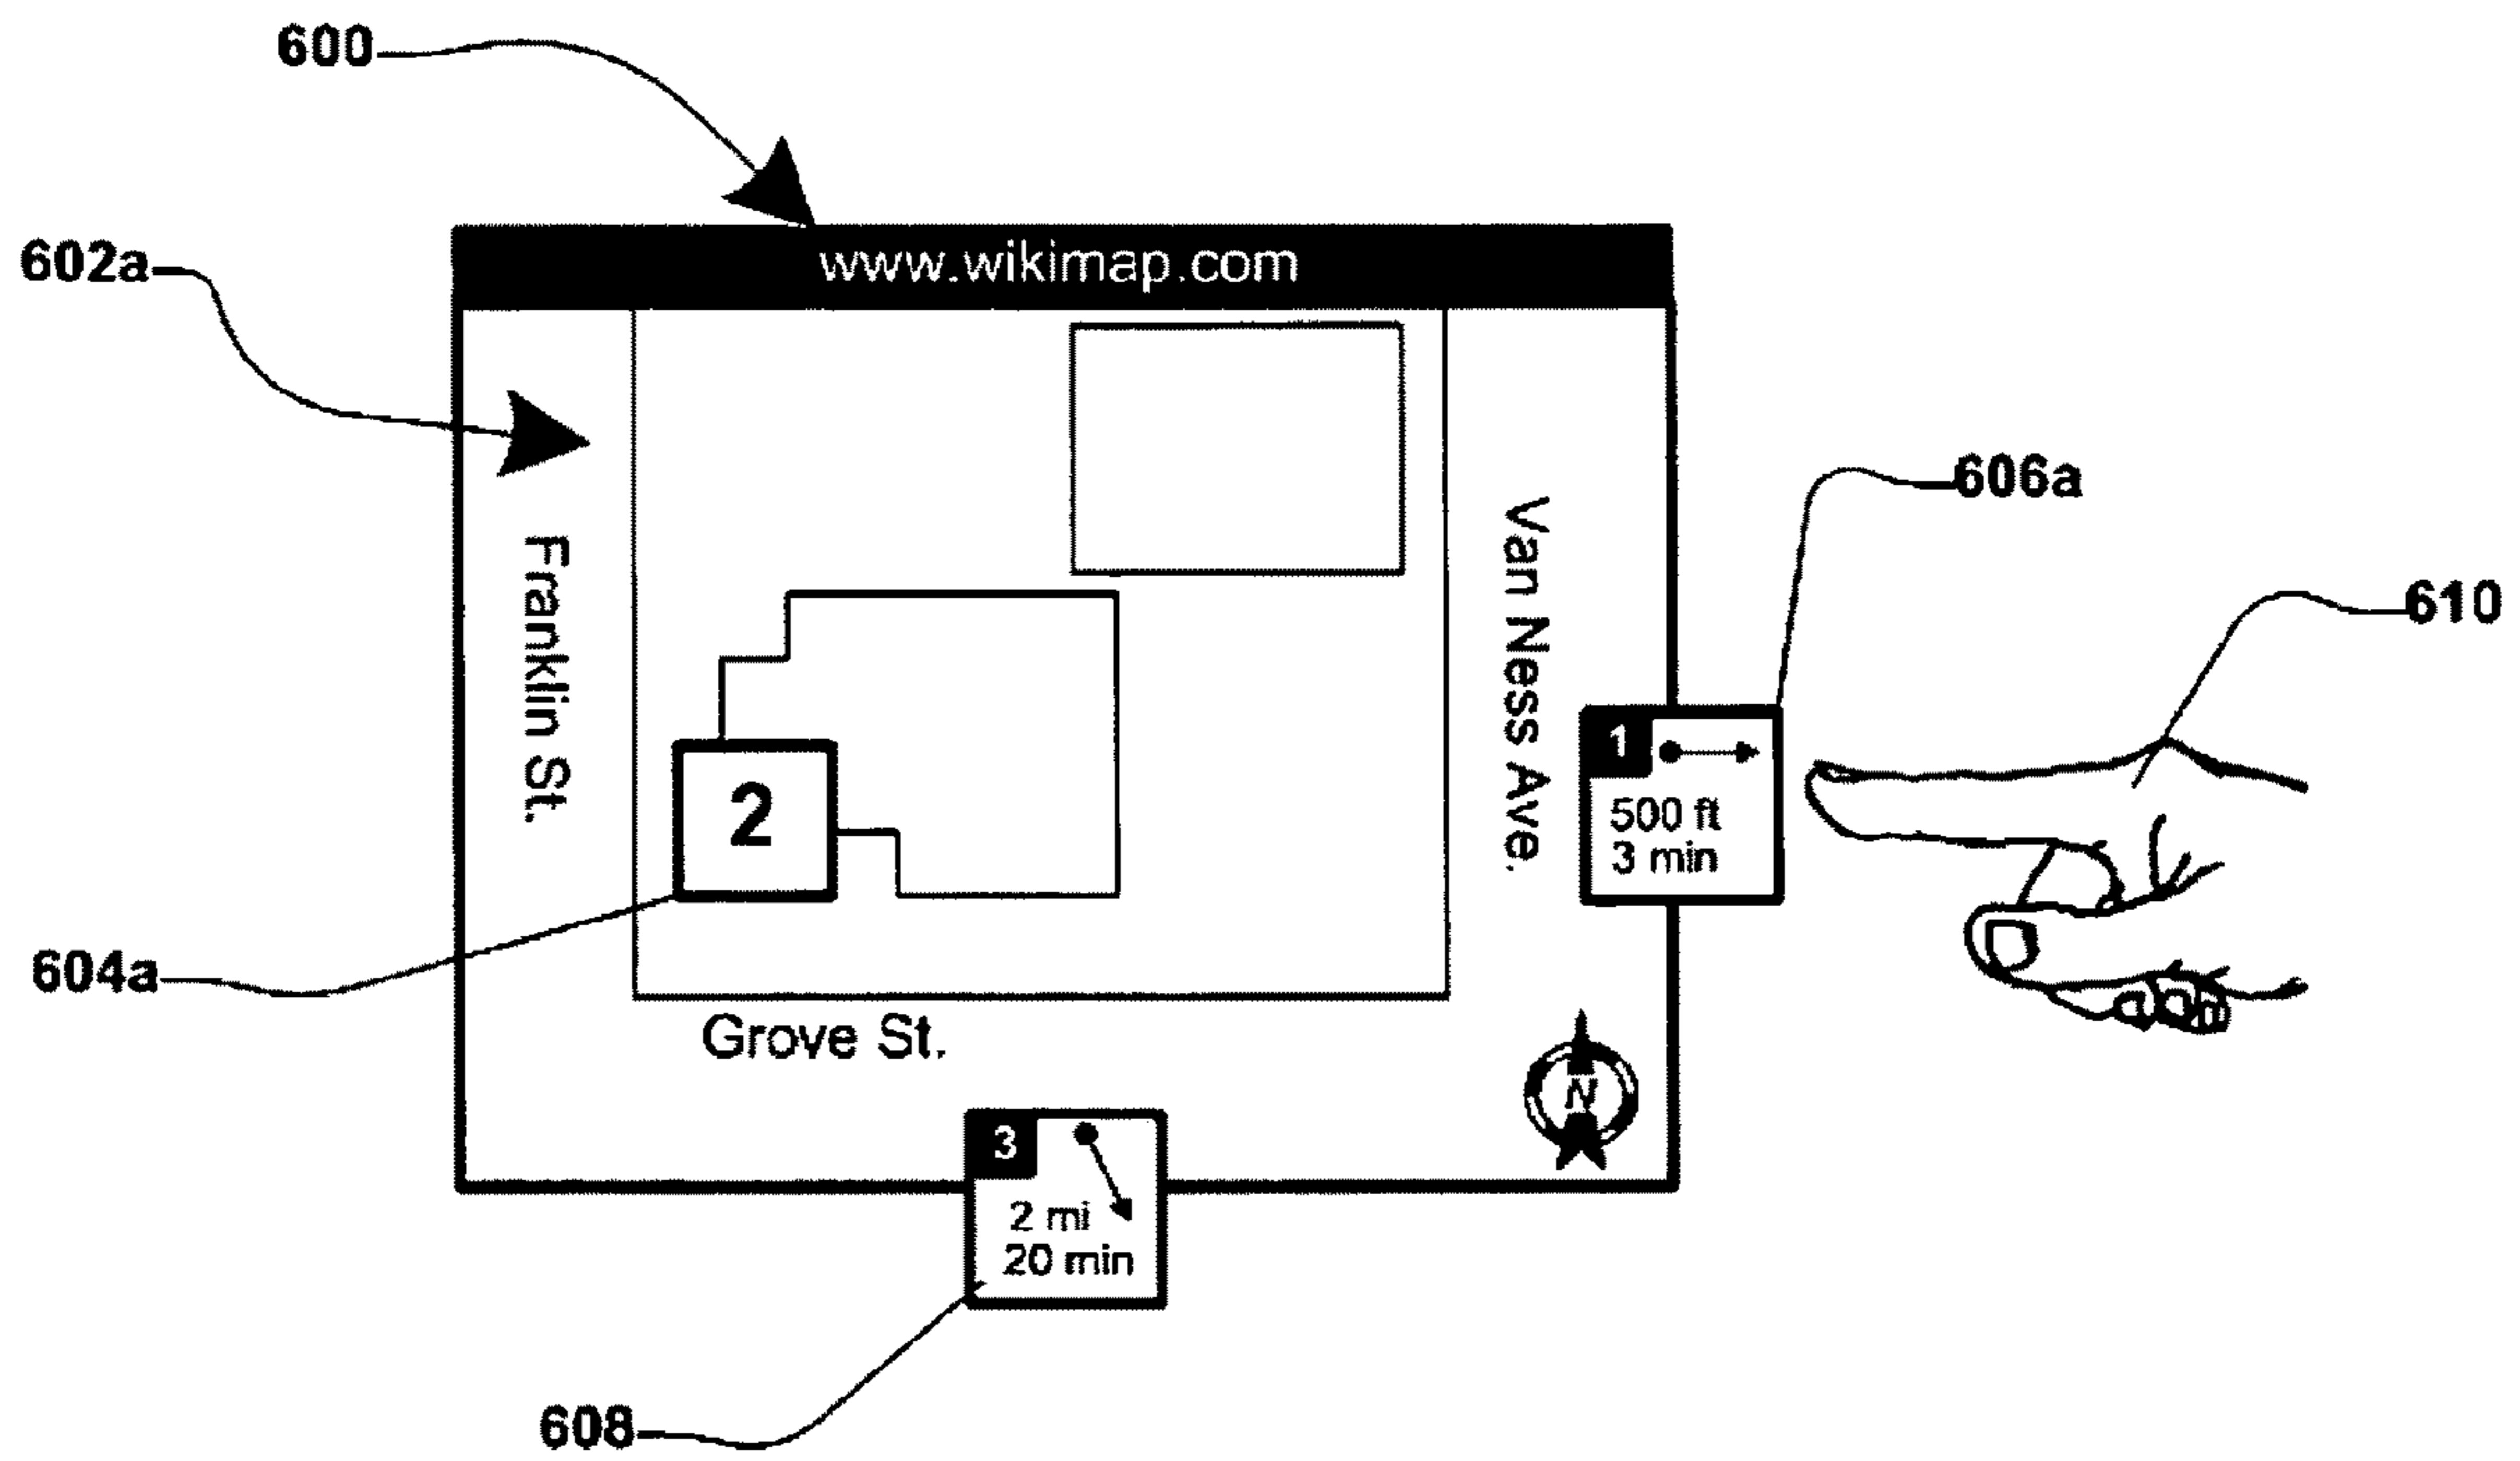 600
602a
www.wikimap.com
606a
610
Franklin St.
Van Ness Ave.
1
500 ft
3 min
2
604a
Grove St.
N
3
2 mi
20 min
608